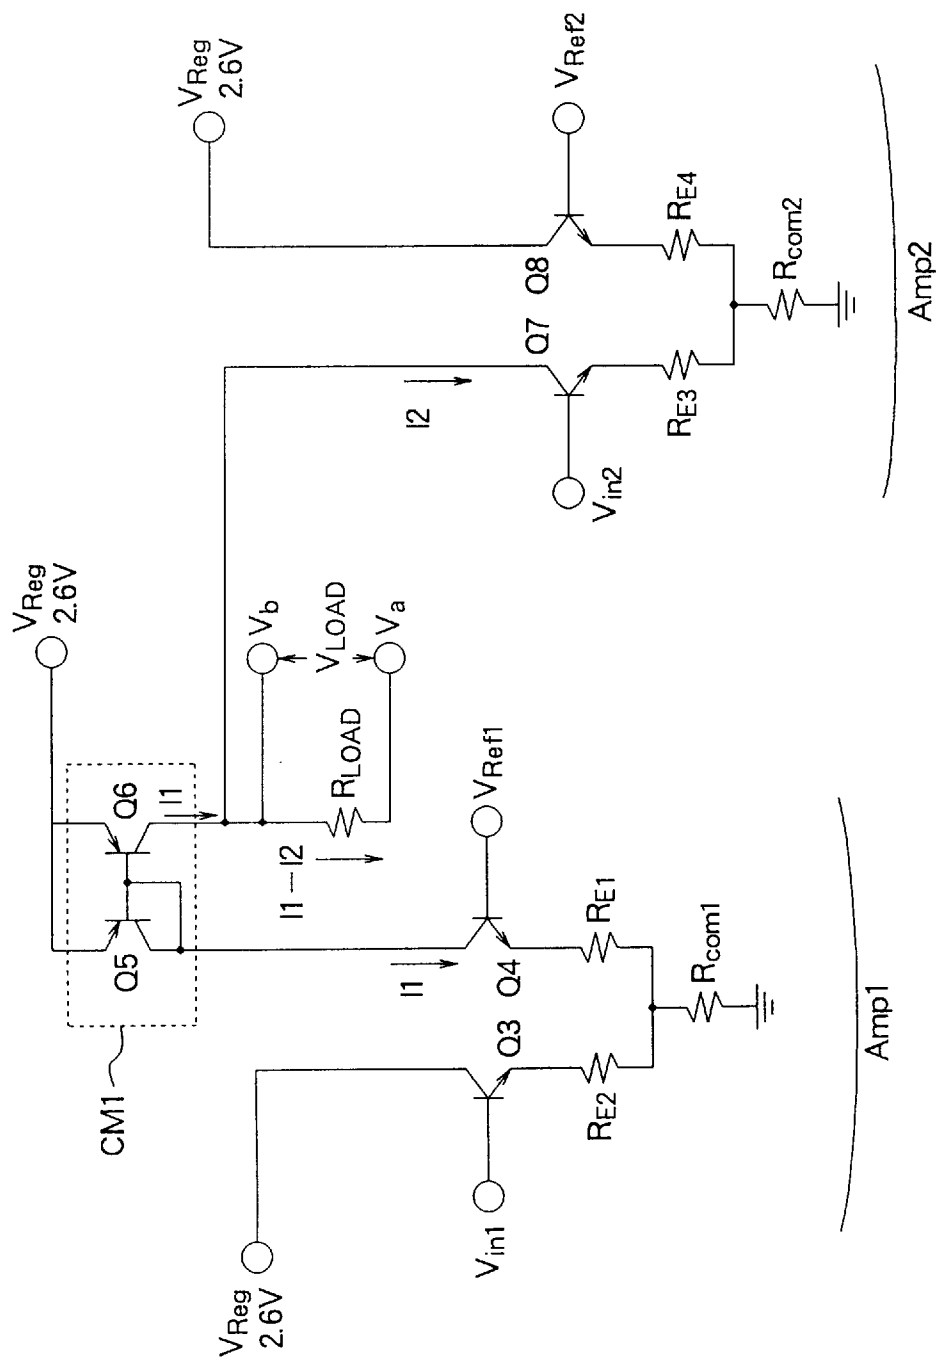 VReg
2.6V
VReg
2.6V
VReg
2.6V
CM1
Q5
Q6
I1
I1
I1－I2
RLOAD
Vb
VLOAD
Va
I2
Vin1
Q3
Q4
VRef1
RE2
RE1
Rcom1
Amp1
Vin2
Q7
Q8
VRef2
RE3
RE4
Rcom2
Amp2